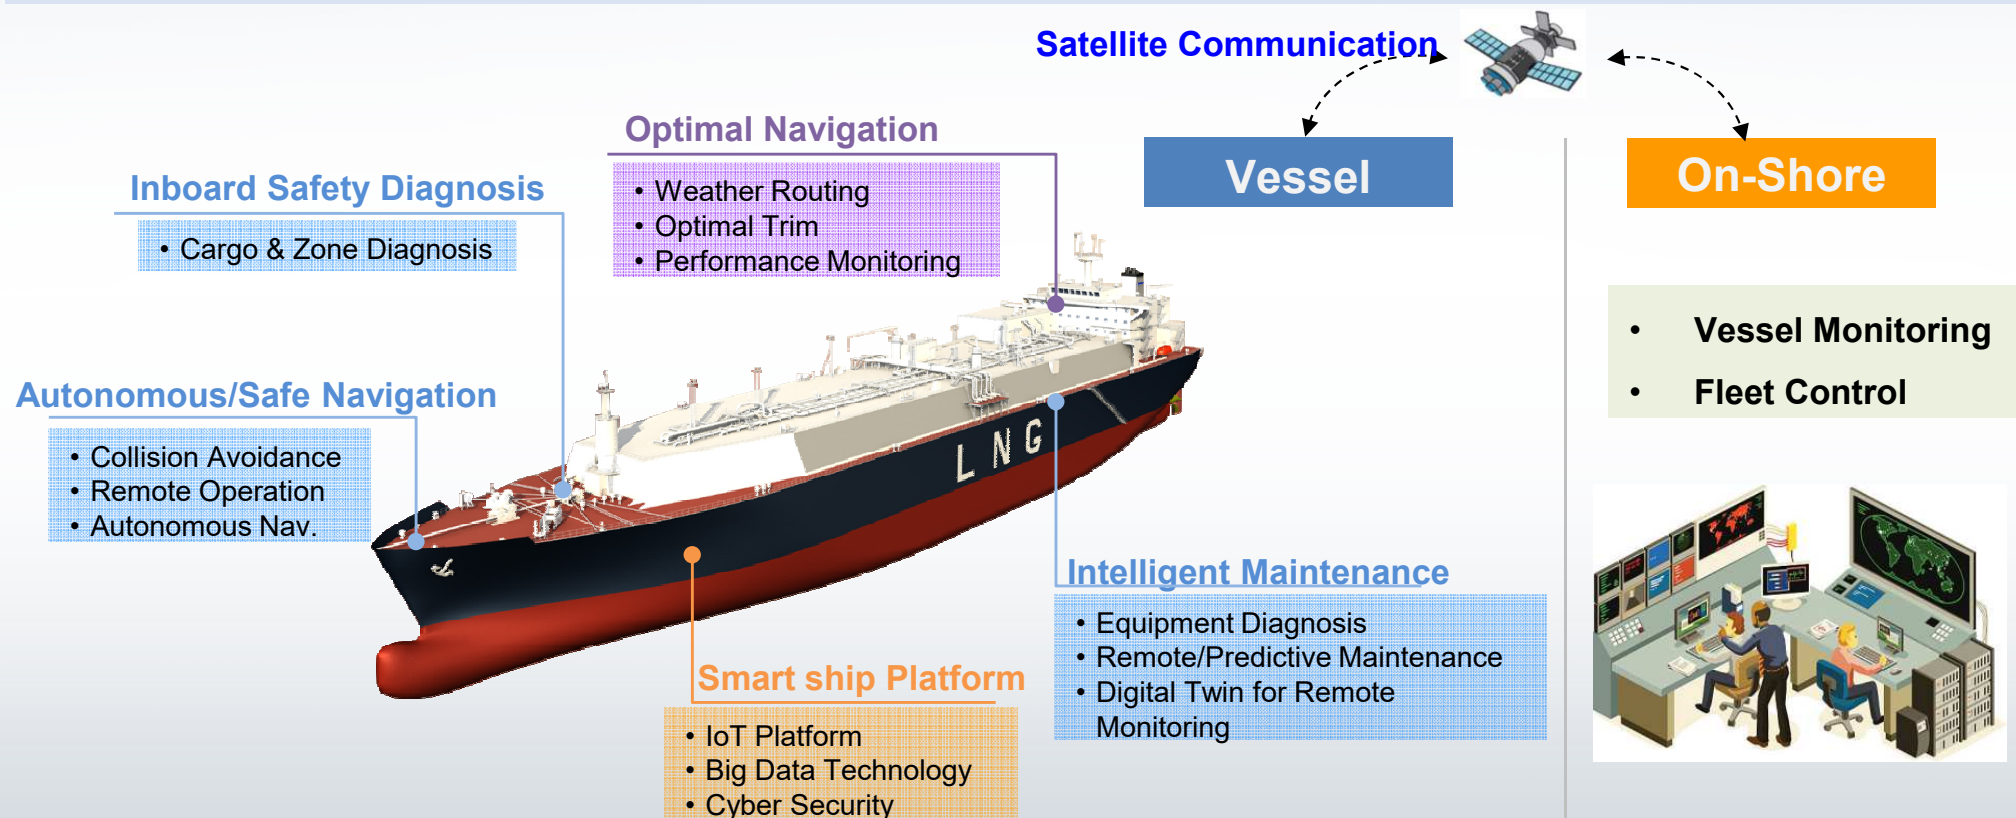 Satellite Communication
Optimal Navigation
• Weather Routing
• Optimal Trim
• Performance Monitoring
Inboard Safety Diagnosis
• Cargo & Zone Diagnosis
Autonomous/Safe Navigation
• Collision Avoidance
• Remote Operation
• Autonomous Nav.
LNG
Smart ship Platform
• IoT Platform
• Big Data Technology
• Cyber Security
Intelligent Maintenance
• Equipment Diagnosis
• Remote/Predictive Maintenance
• Digital Twin for Remote
Monitoring
Vessel
On-Shore
• Vessel Monitoring
• Fleet Control